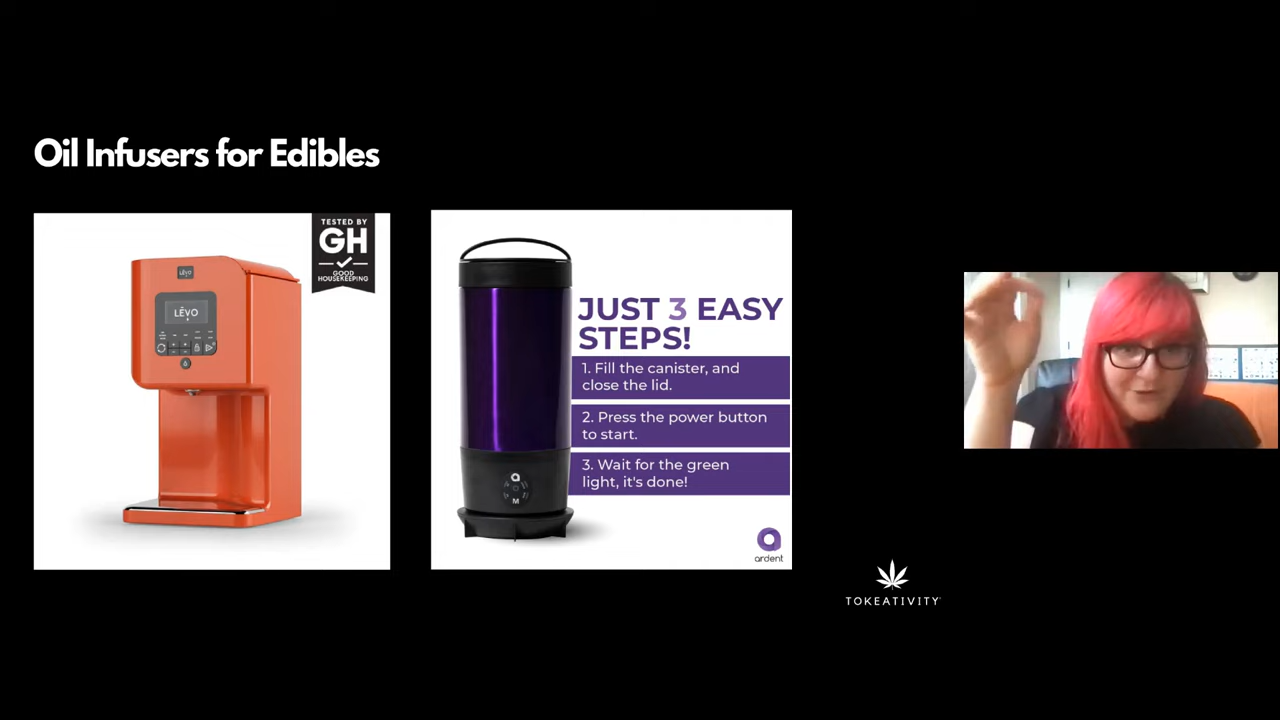 Oil Infusers for Edibles
TESTED BY
GH
GOOD
HOUSEKEEPING
LĒVO
LĒVO
JUST 3 EASY
STEPS!
1. Fill the canister, and
close the lid.
2. Press the power button
to start.
3. Wait for the green
light, it's done!
M
ardent
TOKEATIVITY